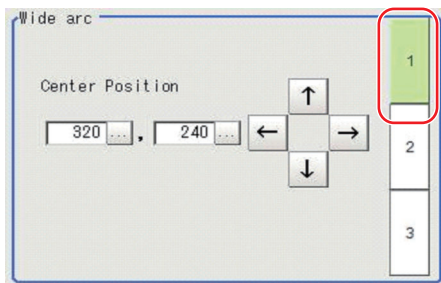 Wide arc
1
Center Position
↑
320 ... , 240 ... ← →
2
↓
3